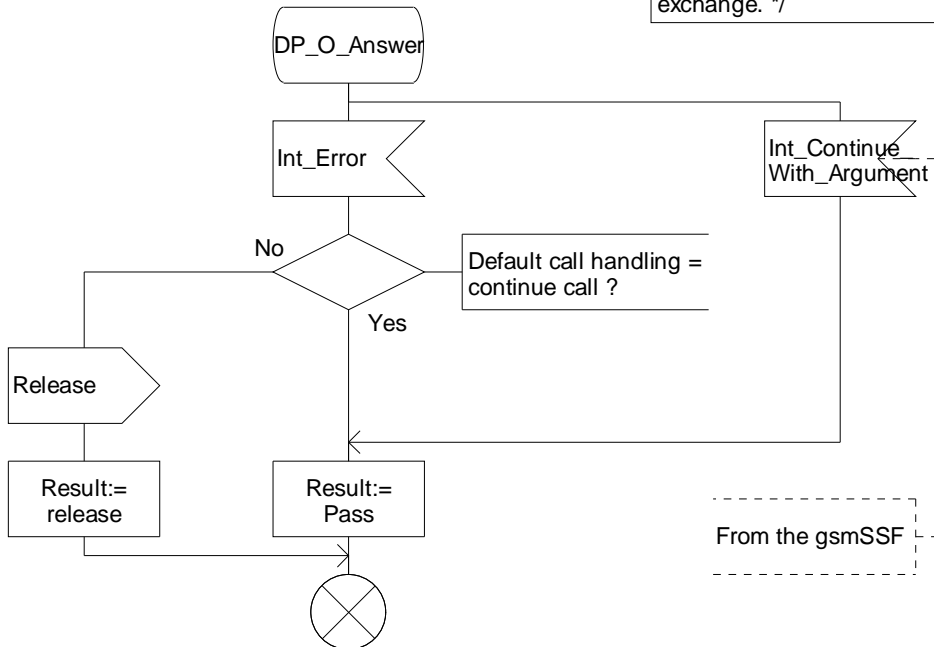 exchange. */
DP_O_Answer
Int_Error
Int_Continue_
With_Argument
No
Default call handling =
continue call ?
Yes
Release
Result:=
release
Result:=
Pass
From the gsmSSF